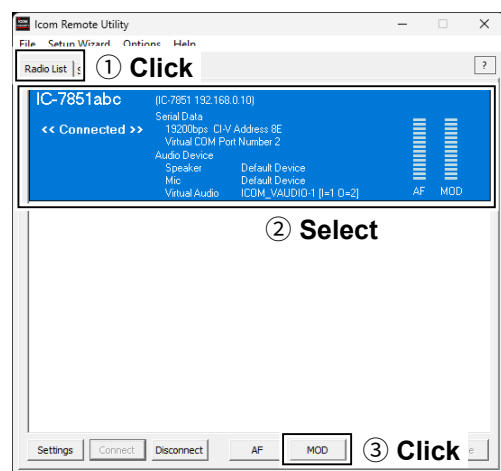 Icom Remote Utility
File Setup Wizard Options Help
Radio List ① Click ?
IC-7851abc (IC-7851 192.168.0.10)
<< Connected >>
Serial Data
19200bps CI-V Address 8E
Virtual COM Port Number 2
Audio Device
Speaker Default Device
Mic Default Device
Virtual Audio ICOM_VAUDIO-1 [I=1 O=2]
AF MOD
② Select
Settings Connect Disconnect AF MOD ③ Click